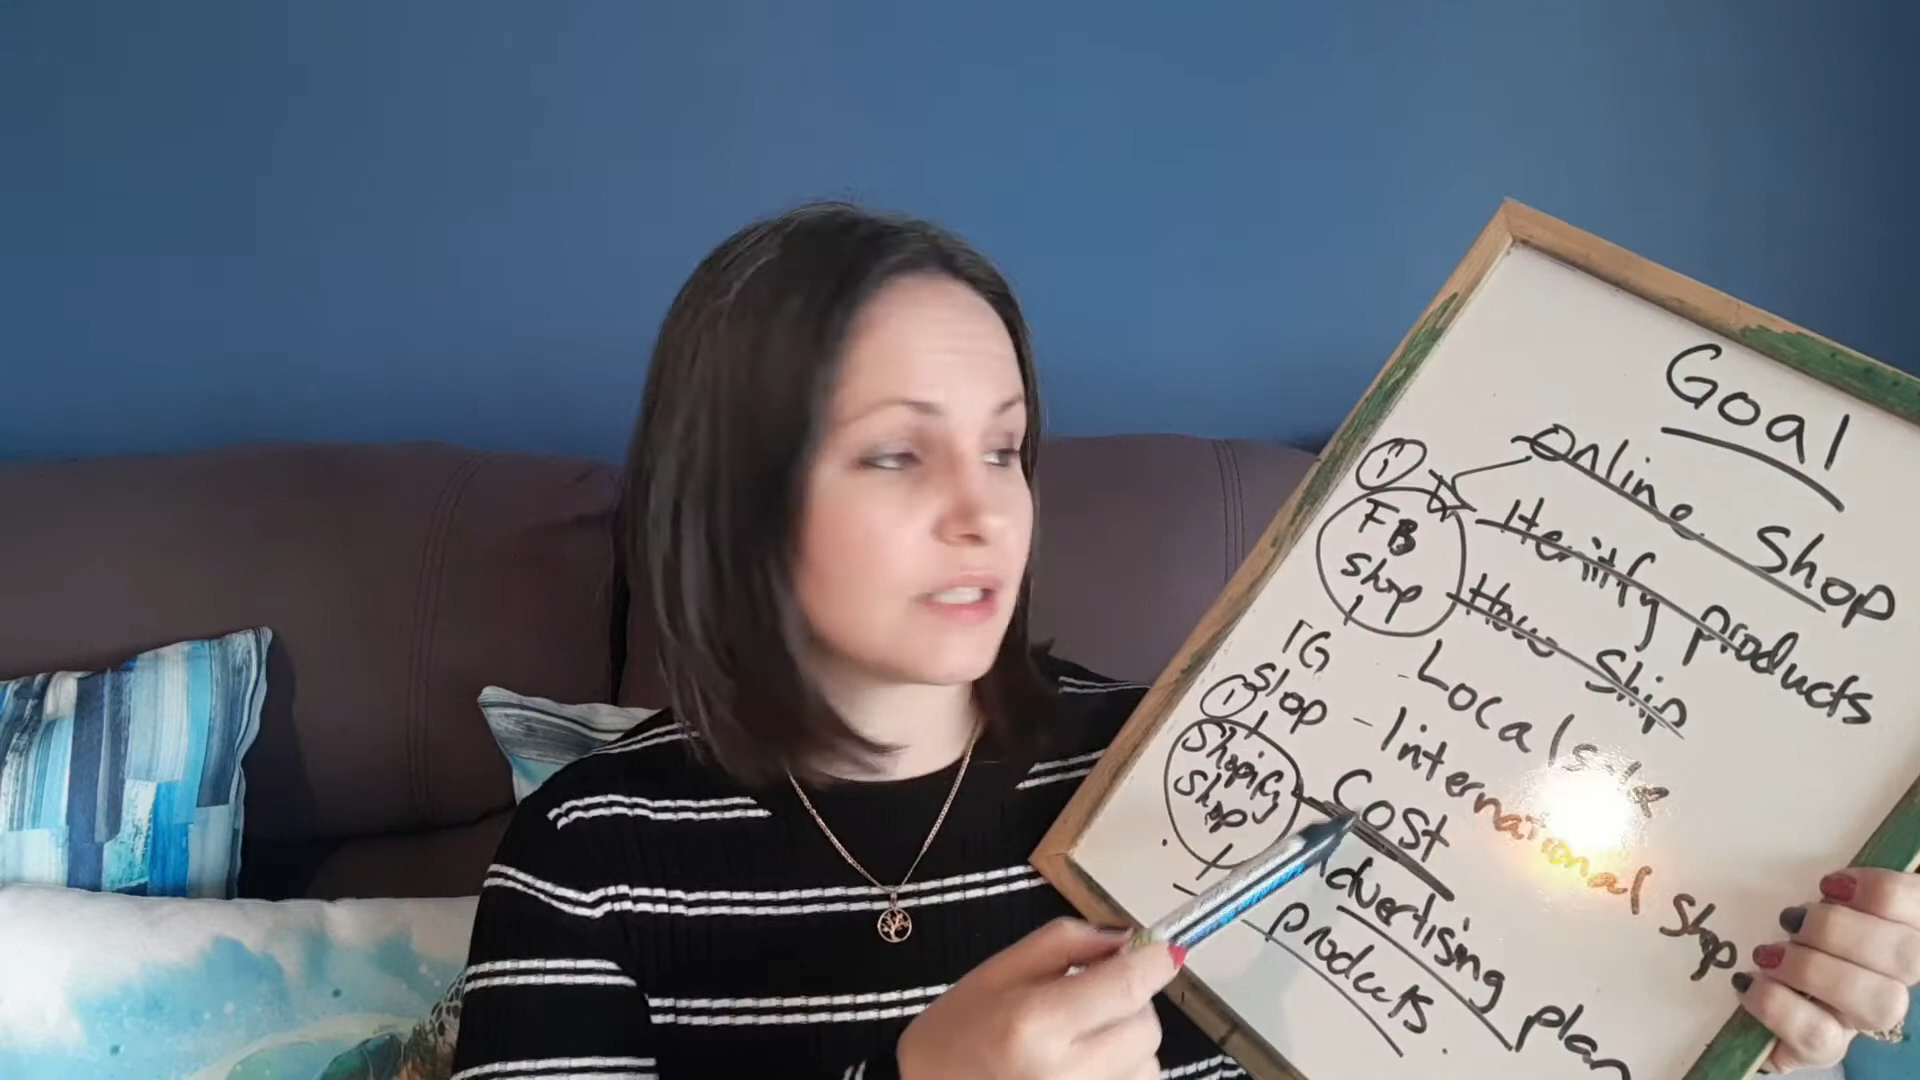 Goal
Online Shop
Identify products
How Ship
Local
International Shop
Cost
Advertising plan
products
1
FB
shop
IG
Shop
1
Shopify
Shop